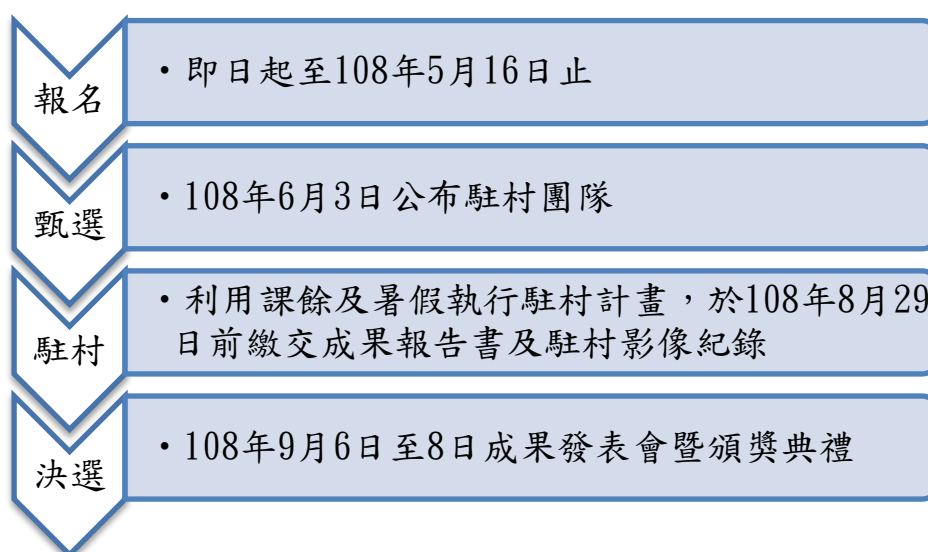 報名
・即日起至108年5月16日止
甄選
・108年6月3日公布駐村團隊
駐村
・利用課餘及暑假執行駐村計畫，於108年8月29
日前繳交成果報告書及駐村影像紀錄
決選
・108年9月6日至8日成果發表會暨頒獎典禮